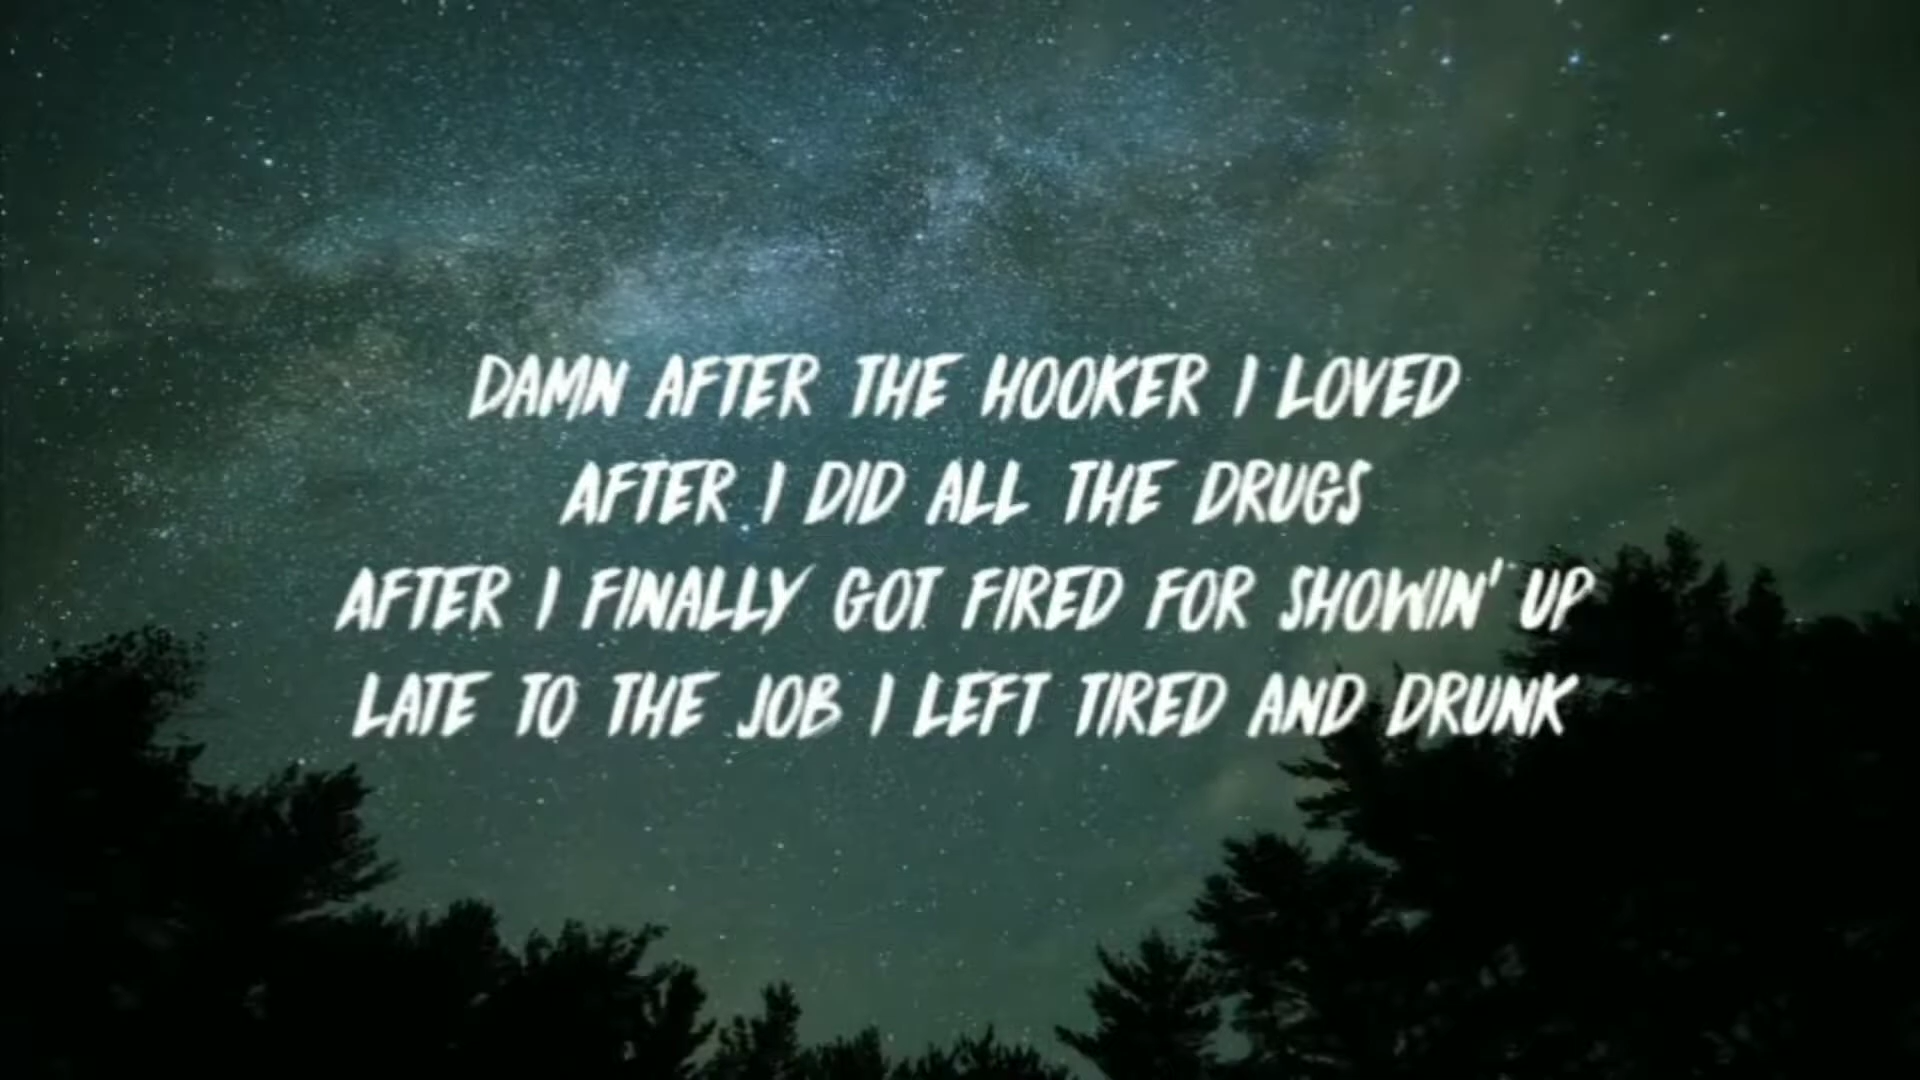 DAMN AFTER THE HOOKER I LOVED
AFTER I DID ALL THE DRUGS
AFTER I FINALLY GOT FIRED FOR SHOWIN' UP
LATE TO THE JOB I LEFT TIRED AND DRUNK